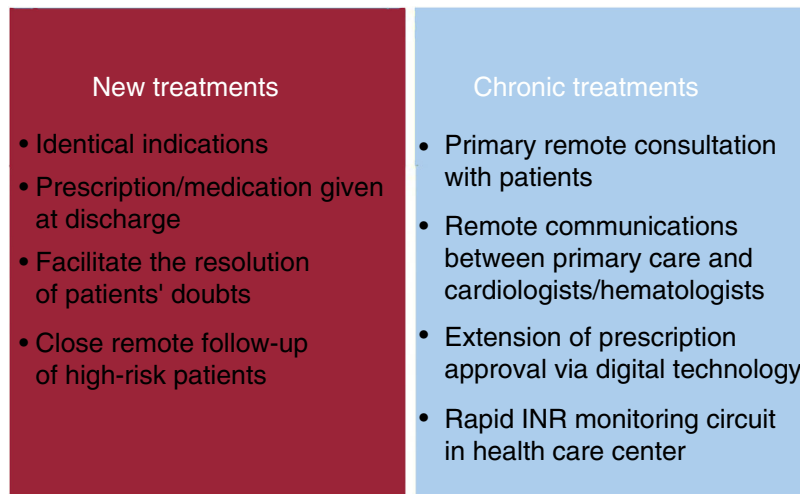 New treatments
• Identical indications
• Prescription/medication given
at discharge
• Facilitate the resolution
of patients' doubts
• Close remote follow-up
of high-risk patients
Chronic treatments
• Primary remote consultation
with patients
• Remote communications
between primary care and
cardiologists/hematologists
• Extension of prescription
approval via digital technology
• Rapid INR monitoring circuit
in health care center